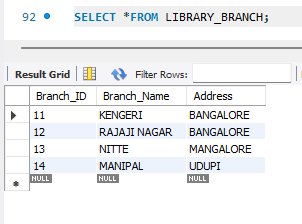 92 SELECT *FROM LIBRARY_BRANCH;
Result Grid Filter Rows:
Branch_ID Branch_Name Address
11 KENGERI BANGALORE
12 RAJAJI NAGAR BANGALORE
13 NITTE MANGALORE
14 MANIPAL UDUPI
NULL NULL NULL